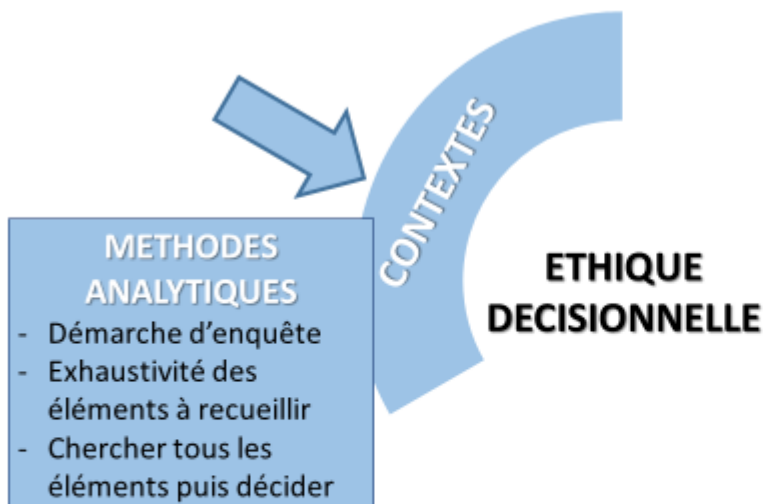 CONTEXTES
METHODES
ANALYTIQUES
- Démarche d'enquête
- Exhaustivité des
éléments à recueillir
- Chercher tous les
éléments puis décider
ETHIQUE
DECISIONNELLE